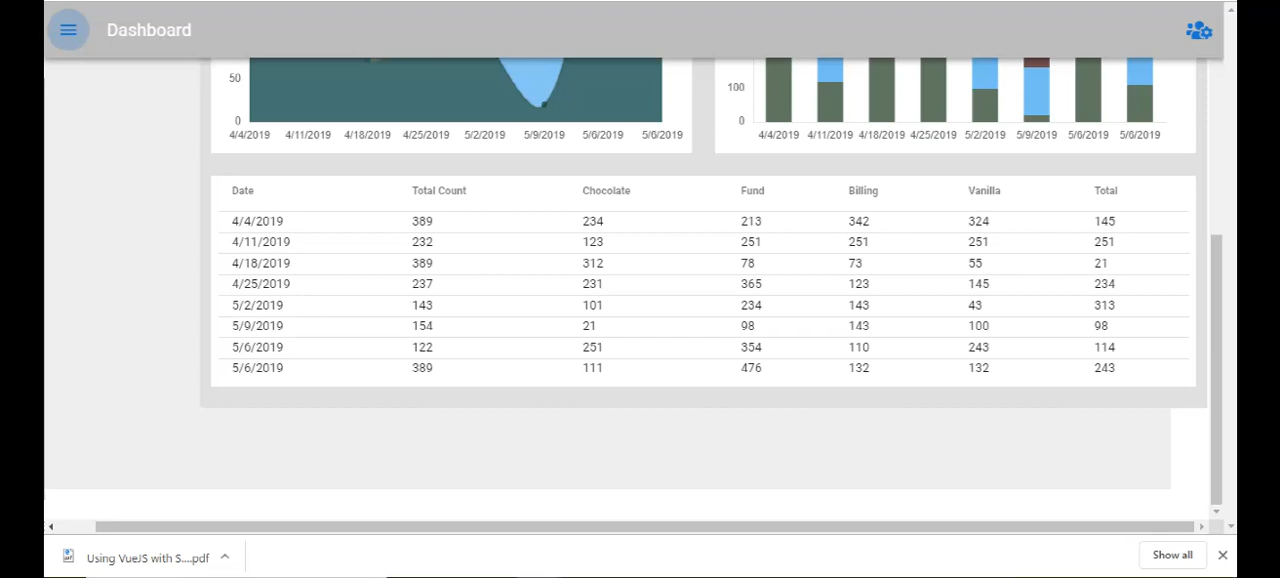 Dashboard
50
0
4/4/2019 4/11/2019 4/18/2019 4/25/2019 5/2/2019 5/9/2019 5/6/2019 5/6/2019
100
0
4/4/2019 4/11/2019 4/18/2019 4/25/2019 5/2/2019 5/9/2019 5/6/2019 5/6/2019
Date Total Count Chocolate Fund Billing Vanilla Total
4/4/2019 389 234 213 342 324 145
4/11/2019 232 123 251 251 251 251
4/18/2019 389 312 78 73 55 21
4/25/2019 237 231 365 123 145 234
5/2/2019 143 101 234 143 43 313
5/9/2019 154 21 98 143 100 98
5/6/2019 122 251 354 110 243 114
5/6/2019 389 111 476 132 132 243
Using VueJS with S....pdf
Show all